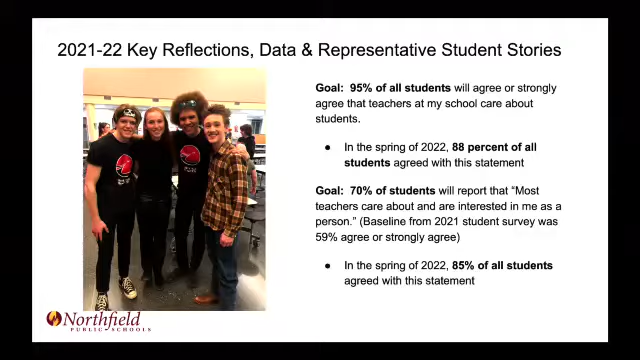 2021-22 Key Reflections, Data & Representative Student Stories
Goal: 95% of all students will agree or strongly
agree that teachers at my school care about
students.
● In the spring of 2022, 88 percent of all
students agreed with this statement
Goal: 70% of students will report that “Most
teachers care about and are interested in me as a
person.” (Baseline from 2021 student survey was
59% agree or strongly agree)
● In the spring of 2022, 85% of all students
agreed with this statement
Northfield
PUBLIC SCHOOLS